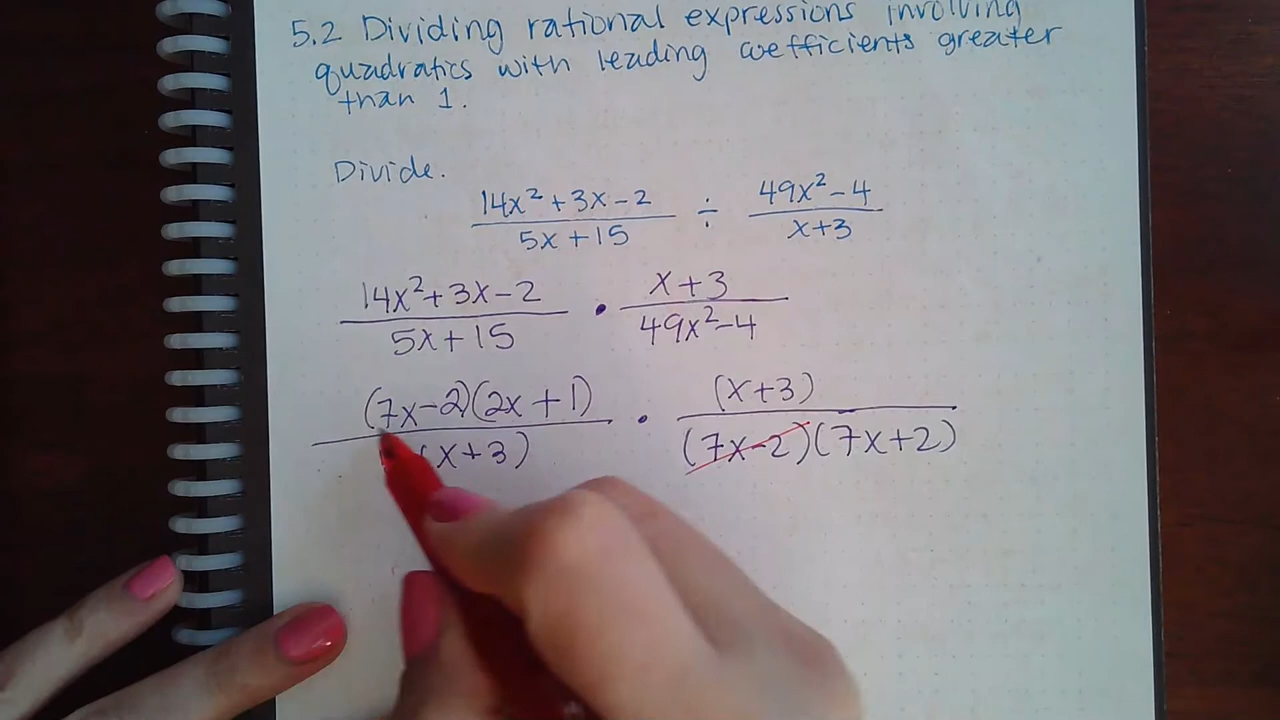 5.2 Dividing rational expressions involving
quadratics with leading coefficients greater
than 1.
Divide.
14x² + 3x - 2 / 5x + 15 ÷ 49x² - 4 / x+3
14x² + 3x - 2 / 5x + 15 • x + 3 / 49x² - 4
(7x - 2)(2x + 1) / (x+3) • (x+3) / (7x - 2)(7x + 2)